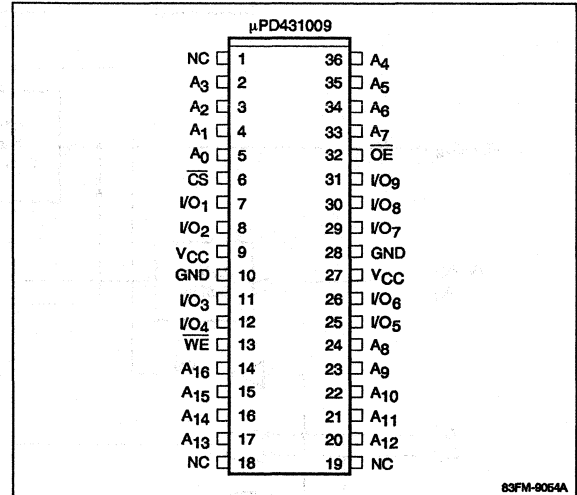 μPD431009
NC 1 36 A4
A3 2 35 A5
A2 3 34 A6
A1 4 33 A7
A0 5 32 OE
CS 6 31 I/O9
I/O1 7 30 I/O8
I/O2 8 29 I/O7
VCC 9 28 GND
GND 10 27 VCC
I/O3 11 26 I/O6
I/O4 12 25 I/O5
WE 13 24 A8
A16 14 23 A9
A15 15 22 A10
A14 16 21 A11
A13 17 20 A12
NC 18 19 NC
83FM-9054A